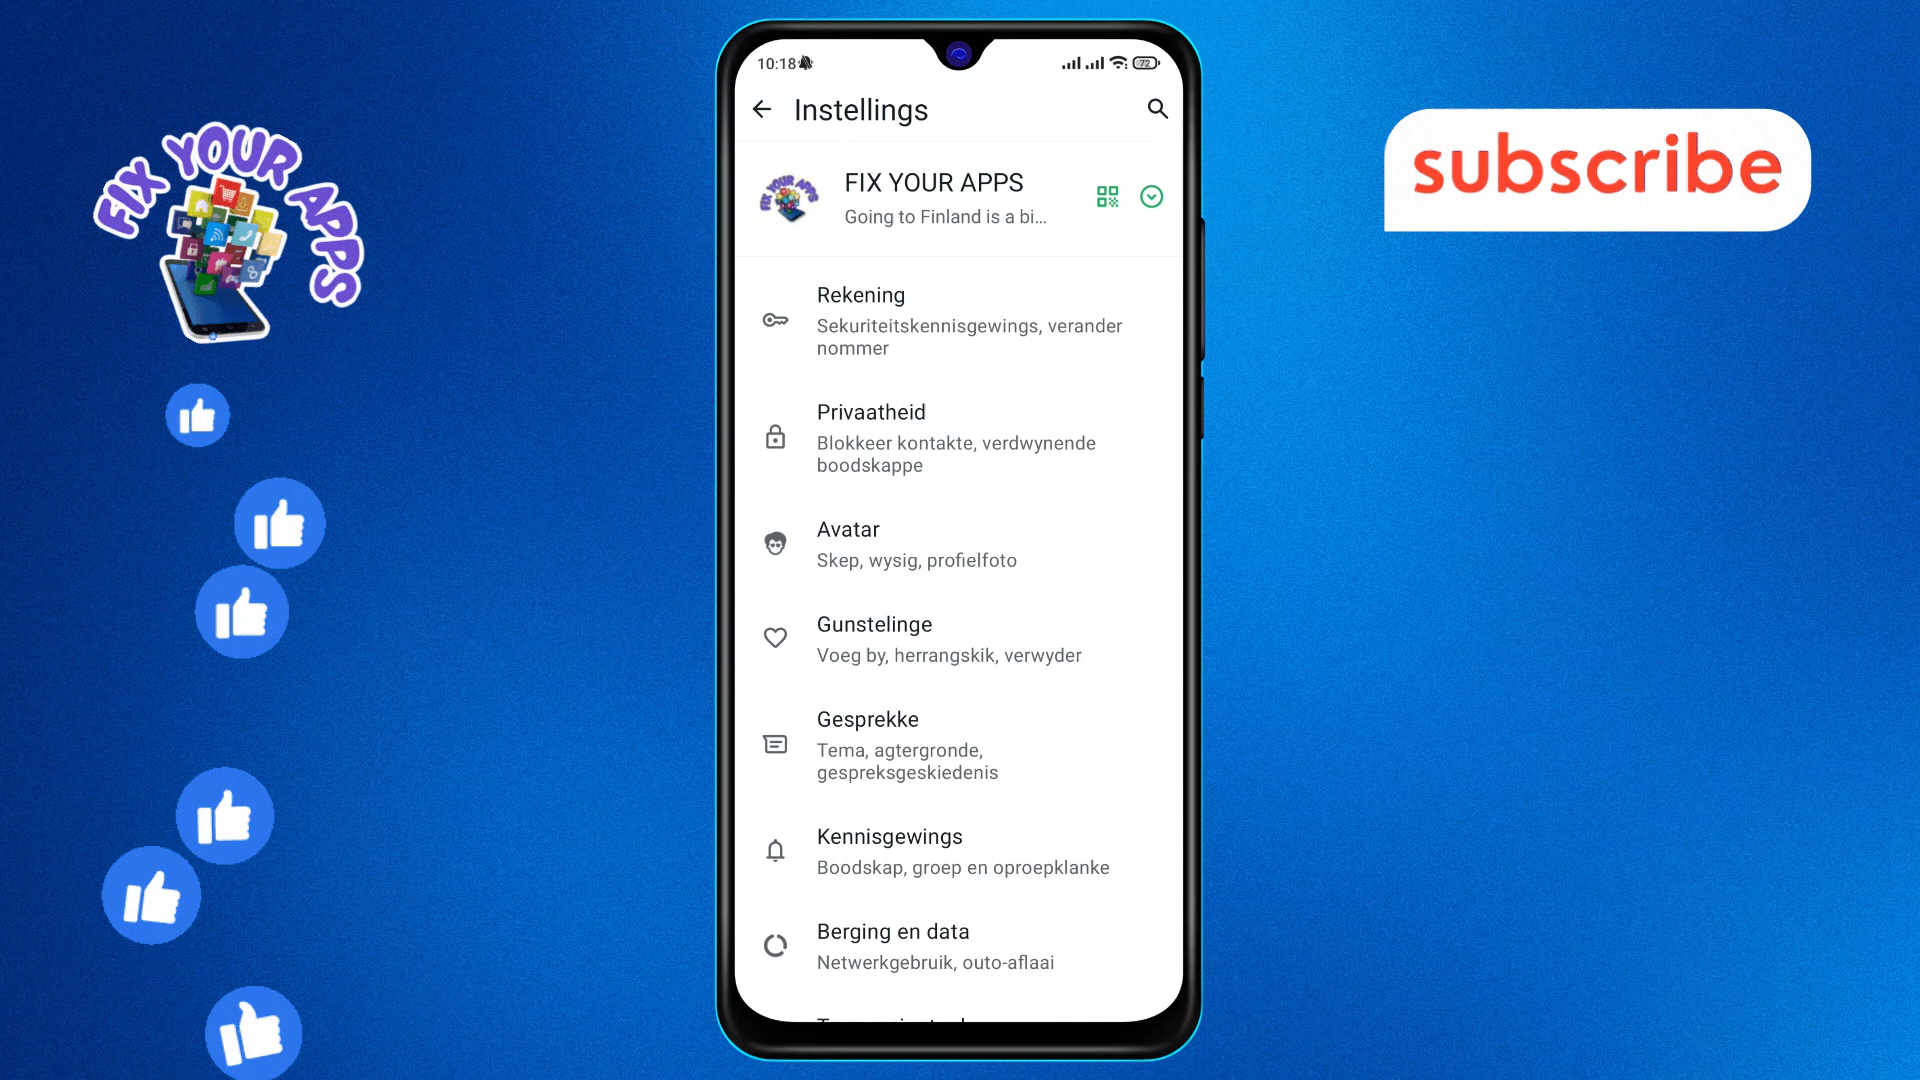 FIX YOUR APPS
10:18
72
Instellings
FIX YOUR APPS
Going to Finland is a bi...
Rekening
Sekuriteitskennisgewings, verander
nommer
Privaatheid
Blokkeer kontakte, verdwynende
boodskappe
Avatar
Skep, wysig, profielfoto
Gunstelinge
Voeg by, herrangskik, verwyder
Gesprekke
Tema, agtergronde,
gespreksgeskiedenis
Kennisgewings
Boodskap, groep en oproepklanke
Berging en data
Netwerkgebruik, outo-aflaai
subscribe